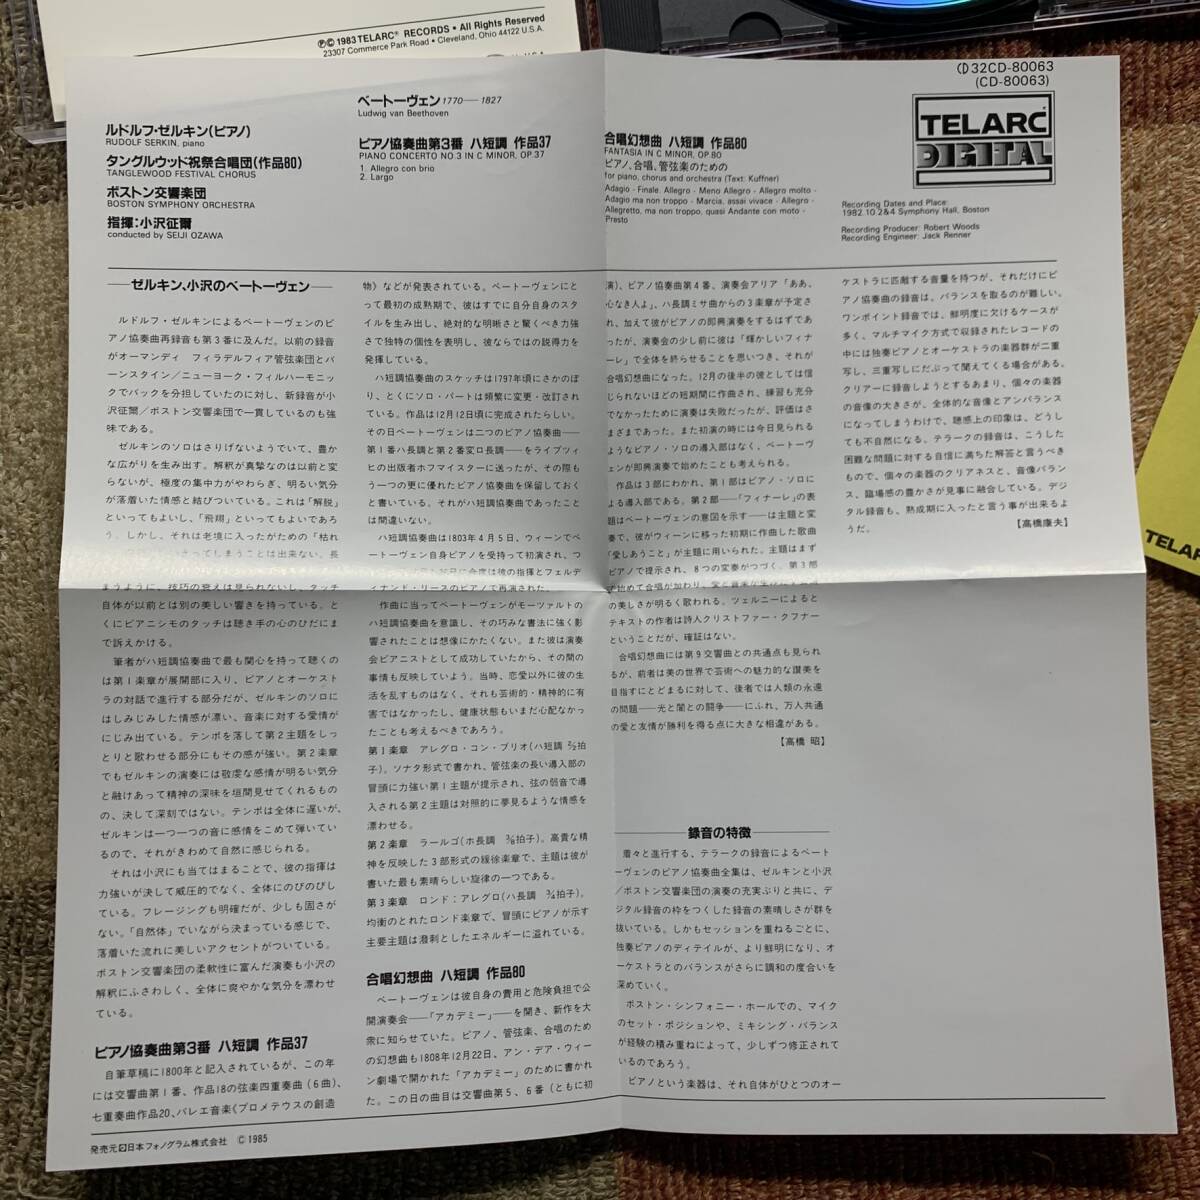 ℗© 1983 TELARC® RECORDS • All Rights Reserved
23307 Commerce Park Road • Cleveland, Ohio 44122 U.S.A.
32CD-80063
(CD-80063)
TELARC
DIGITAL
ルドルフ・ゼルキン(ピアノ)
RUDOLF SERKIN, piano
タングルウッド祝祭合唱団(作品80)
TANGLEWOOD FESTIVAL CHORUS
ボストン交響楽団
BOSTON SYMPHONY ORCHESTRA
指揮:小沢征爾
conducted by SEIJI OZAWA
ベートーヴェン 1770—1827
Ludwig van Beethoven
ピアノ協奏曲第3番 ハ短調 作品37
PIANO CONCERTO NO.3 IN C MINOR, OP.37
1. Allegro con brio
2. Largo
合唱幻想曲 ハ短調 作品80
FANTASIA IN C MINOR, OP.80
ピアノ、合唱、管弦楽のための
for piano, chorus and orchestra (Text: Kuffner)
Adagio - Finale. Allegro - Meno Allegro - Allegro molto -
Adagio ma non troppo - Marcia, assai vivace - Allegro -
Allegretto, ma non troppo, quasi Andante con moto -
Presto
Recording Dates and Place:
1982.10.2&4 Symphony Hall, Boston
Recording Producer: Robert Woods
Recording Engineer: Jack Renner
——ゼルキン、小沢のベートーヴェン——
ルドルフ・ゼルキンによるベートーヴェンのピ
アノ協奏曲再録音も第3番に及んだ。以前の録音
がオーマンディ フィラデルフィア管弦楽団とバ
ーンスタイン/ニューヨーク・フィルハーモニッ
クでバックを分担していたのに対し、新録音が小
沢征爾/ボストン交響楽団で一貫しているのも強
味である。
ゼルキンのソロはさりげないようでいて、豊か
な広がりを生み出す。解釈が真摯なのは以前と変
らないが、極度の集中力がやわらぎ、明るい気分
が落着いた情感と結びついている。これは「解説」
といってもよいし、「飛翔」といってもよいであろ
う。しかし、それは老境に入ったがための「枯れ
まうように、技巧の衰えは見られないし、タッチ
自体が以前とは別の美しい響きを持っている。と
くにピアニシモのタッチは聴き手の心のひだにま
で訴えかける。
筆者がハ短調協奏曲で最も関心を持って聴くの
は第1楽章が展開部に入り、ピアノとオーケスト
ラの対話で進行する部分だが、ゼルキンのソロに
はしみじみした情感が漂い、音楽に対する愛情が
にじみ出ている。テンポを落して第2主題をしっ
とりと歌わせる部分にもその感が強い。第2楽章
でもゼルキンの演奏には敬虔な感情が明るい気分
と融けあって精神の深味を垣間見せてくれるもの
の、決して深刻ではない。テンポは全体に遅いが、
ゼルキンは一つ一つの音に感情をこめて弾いてい
るので、それがきわめて自然に感じられる。
それは小沢にも当てはまることで、彼の指揮は
力強いが決して威圧的でなく、全体にのびのびし
ている。フレージングも明確だが、少しも固さが
ない。「自然体」でいながら決まっている感じで、
落着いた流れに美しいアクセントがついている。
ボストン交響楽団の柔軟性に富んだ演奏も小沢の
解釈にふさわしく、全体に爽やかな気分を漂わせ
ている。
ピアノ協奏曲第3番 ハ短調 作品37
自筆草稿に1800年と記入されているが、この年
には交響曲第1番、作品18の弦楽四重奏曲(6曲)、
七重奏曲作品20、バレエ音楽《プロメテウスの創造
物》などが発表されている。ベートーヴェンにと
って最初の成熟期で、彼はすでに自分自身のスタ
イルを生み出し、絶対的な明晰さと驚くべき力強
さで独特の個性を表明し、彼ならではの説得力を
発揮している。
ハ短調協奏曲のスケッチは1797年頃にさかのぼ
り、とくにソロ・パートは頻繁に変更・改訂され
ている。作品は12月12日頃に完成されたらしい。
その日ベートーヴェンは二つのピアノ協奏曲——
第1番ハ長調と第2番変ロ長調——をライプツィ
ヒの出版者ホフマイスターに送ったが、その際も
う一つの更に優れたピアノ協奏曲を保留しておく
と書いている。それがハ短調協奏曲であったこと
は間違いない。
ハ短調協奏曲は1803年4月5日、ウィーンでベ
ートーヴェン自身ピアノを受持って初演され、つ
ィナンド・リースのピアノで再演された。
作曲に当ってベートーヴェンがモーツァルトの
ハ短調協奏曲を意識し、その巧みな書法に強く影
響されたことは想像にかたくない。また彼は演奏
会ピアニストとして成功していたから、その間の
事情も反映していよう。当時、恋愛以外に彼の生
活を乱すものはなく、それも芸術的・精神的に有
害ではなかったし、健康状態もいまだ心配なかっ
たことも考えるべきであろう。
第1楽章 アレグロ・コン・ブリオ(ハ短調 2/2拍
子)。ソナタ形式で書かれ、管弦楽の長い導入部の
冒頭に力強い第1主題が提示され、弦の弱音で導
入される第2主題は対照的に夢見るような情感を
漂わせる。
第2楽章 ラールゴ(ホ長調 3/8拍子)。高貴な精
神を反映した3部形式の緩徐楽章で、主題は彼が
書いた最も素晴らしい旋律の一つである。
第3楽章 ロンド:アレグロ(ハ長調 2/4拍子)。
均衡のとれたロンド楽章で、冒頭にピアノが示す
主要主題は潑剌としたエネルギーに溢れている。
合唱幻想曲 ハ短調 作品80
ベートーヴェンは彼自身の費用と危険負担で公
開演奏会——「アカデミー」——を開き、新作を大
衆に知らせていた。ピアノ、管弦楽、合唱のため
の幻想曲も1808年12月22日、アン・デア・ウィー
ン劇場で開かれた「アカデミー」のために書かれ
た。この日の曲目は交響曲第5、6番(ともに初
演)、ピアノ協奏曲第4番、演奏会アリア「ああ、
心なき人よ」、ハ長調ミサ曲からの3楽章が予定さ
れ、加えて彼がピアノの即興演奏をするはずであ
ったが、演奏会の少し前に彼は「輝かしいフィナ
ーレ」で全体を終らせることを思いつき、それが
合唱幻想曲になった。12月の後半の彼としては信
じられないほどの短期間に作曲され、練習も充分
でなかったために演奏は失敗だったが、評価はさ
まざまであった。また初演の時には今日見られる
ようなピアノ・ソロの導入部はなく、ベートーヴ
ェンが即興演奏で始めたことも考えられる。
作品は3部にわかれ、第1部はピアノ・ソロに
よる導入部である。第2部——「フィナーレ」の表
題はベートーヴェンの意図を示す——は主題と変
奏で、彼がウィーンに移った初期に作曲した歌曲
「愛しあうこと」が主題に用いられた。主題はまず
ピアノで提示され、8つの変奏がつづく。第3部
で始めて合唱が加わり、
の美しさが明るく歌われる。ツェルニーによると
テキストの作者は詩人クリストファー・クフナー
ということだが、確証はない。
合唱幻想曲には第9交響曲との共通点も見られ
るが、前者は美の世界で芸術への魅力的な讃美を
目指すにとどまるに対して、後者では人類の永遠
の問題——光と闇との闘争——にふれ、万人共通
の愛と友情が勝利を得る点に大きな相違がある。
【高橋 昭】
——録音の特徴——
着々と進行する、テラークの録音によるベート
ーヴェンのピアノ協奏曲全集は、ゼルキンと小沢
/ボストン交響楽団の演奏の充実ぶりと共に、デ
ジタル録音の枠をつくした録音の素晴しさが群を
抜いている。しかもセッションを重ねるごとに、
独奏ピアノのディテイルが、より鮮明になり、オ
ーケストラとのバランスがさらに調和の度合いを
深めていく。
ボストン・シンフォニー・ホールでの、マイク
のセット・ポジションや、ミキシング・バランス
が経験の積み重ねによって、少しずつ修正されて
いるのであろう。
ピアノという楽器は、それ自体がひとつのオー
ケストラに匹敵する音量を持つが、それだけにピ
アノ協奏曲の録音は、バランスを取るのが難しい。
ワンポイント録音では、鮮明度に欠けるケースが
多く、マルチマイク方式で収録されたレコードの
中には独奏ピアノとオーケストラの楽器群が二重
写し、三重写しにだぶって聞えてくる場合がある。
クリアーに録音しようとするあまり、個々の楽器
の音像の大きさが、全体的な音像とアンバランス
になってしまうわけで、聴感上の印象は、どうし
ても不自然になる。テラークの録音は、こうした
困難な問題に対する自信に満ちた解答と言うべき
もので、個々の楽器のクリアネスと、音像バラン
ス、臨場感の豊かさが見事に融合している。デジ
タル録音も、熟成期に入ったと言う事が出来るよ
うだ。
【高橋康夫】
発売元 日本フォノグラム株式会社 © 1985
TELARC